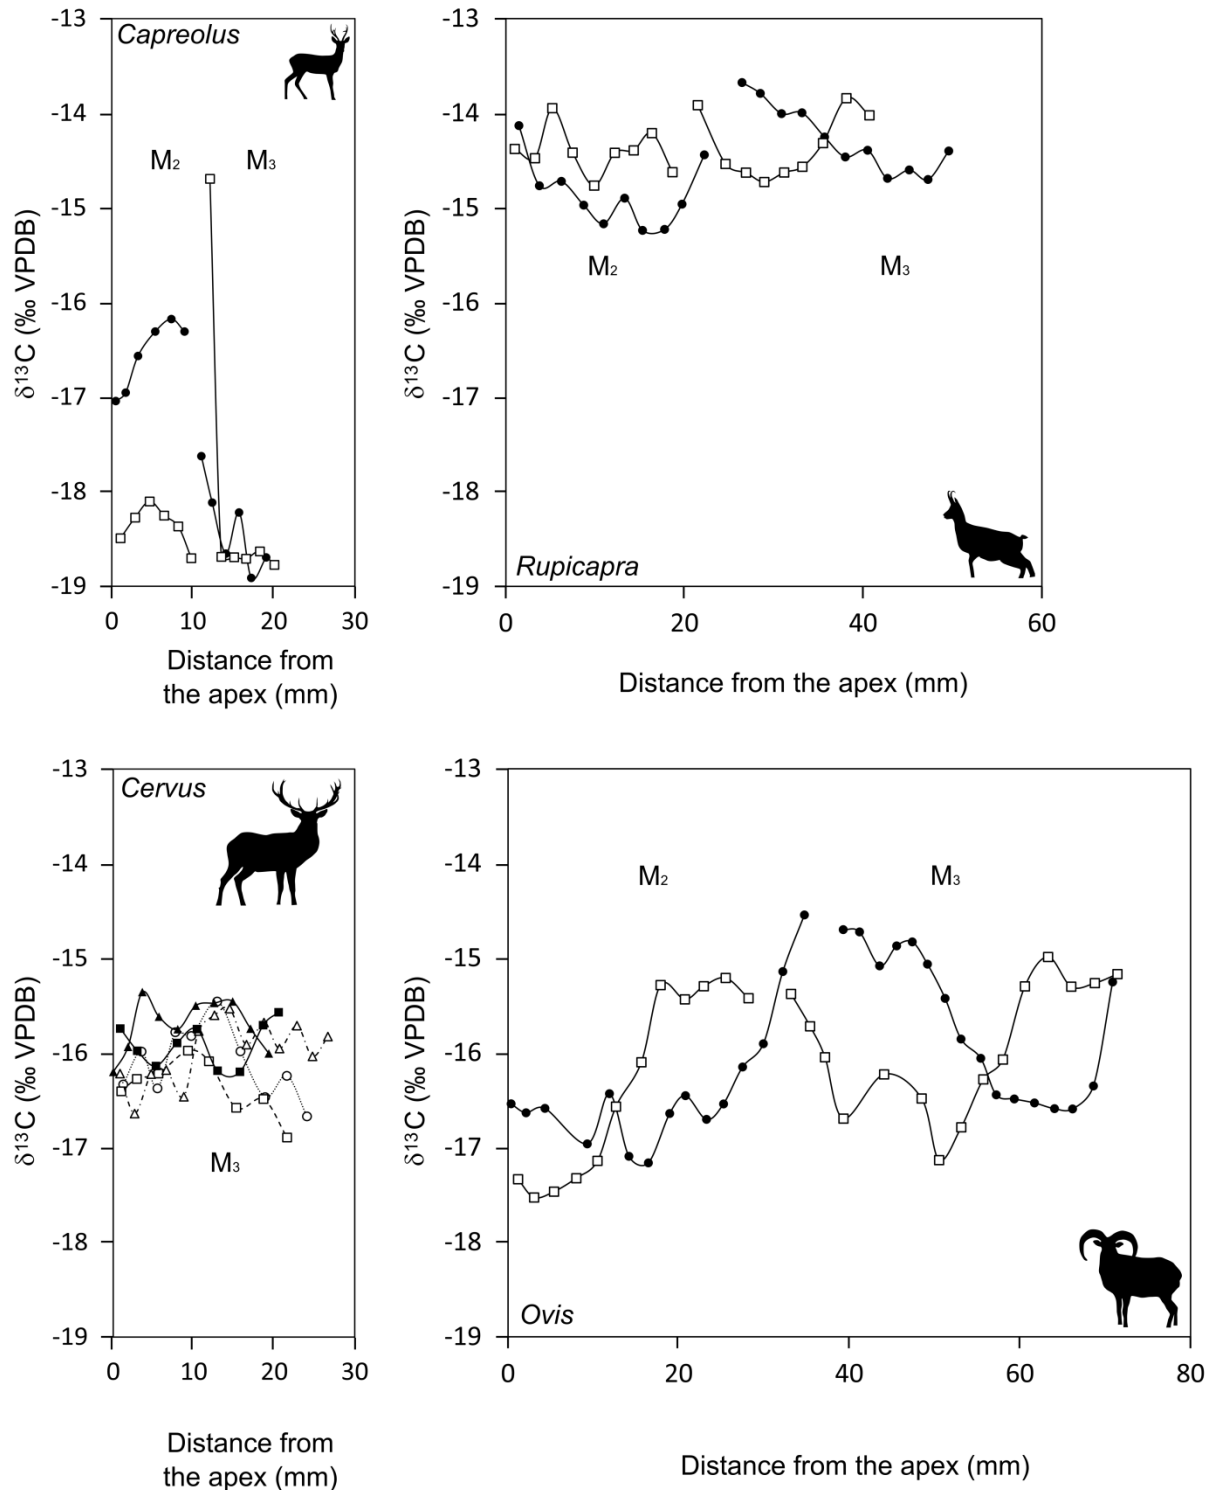 -13
-14
-15
-16
-17
-18
-19
δ¹³C (‰ VPDB)
Capreolus
M₂
M₃
0
10
20
30
Distance from
the apex (mm)
-13
-14
-15
-16
-17
-18
-19
δ¹³C (‰ VPDB)
M₂
M₃
Rupicapra
0
20
40
60
Distance from the apex (mm)
-13
-14
-15
-16
-17
-18
-19
δ¹³C (‰ VPDB)
Cervus
M₃
0
10
20
30
Distance from
the apex (mm)
-13
-14
-15
-16
-17
-18
-19
δ¹³C (‰ VPDB)
M₂
M₃
Ovis
0
20
40
60
80
Distance from the apex (mm)